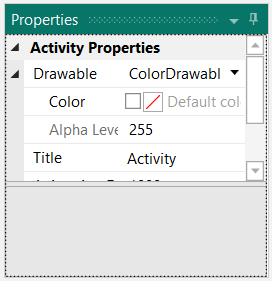 Properties
Activity Properties
Drawable ColorDrawabl
Color Default col
Alpha Leve 255
Title Activity